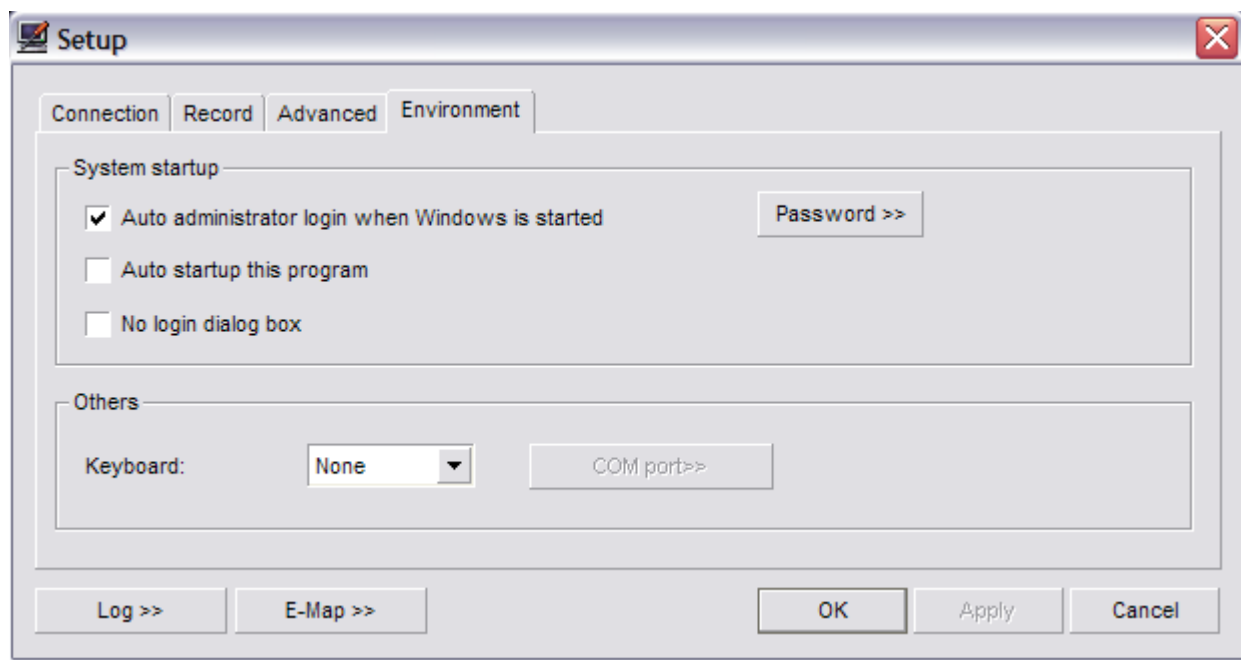 Setup
Connection Record Advanced Environment
System startup
Auto administrator login when Windows is started Password >>
Auto startup this program
No login dialog box
Others
Keyboard: None COM port>>
Log >> E-Map >> OK Apply Cancel